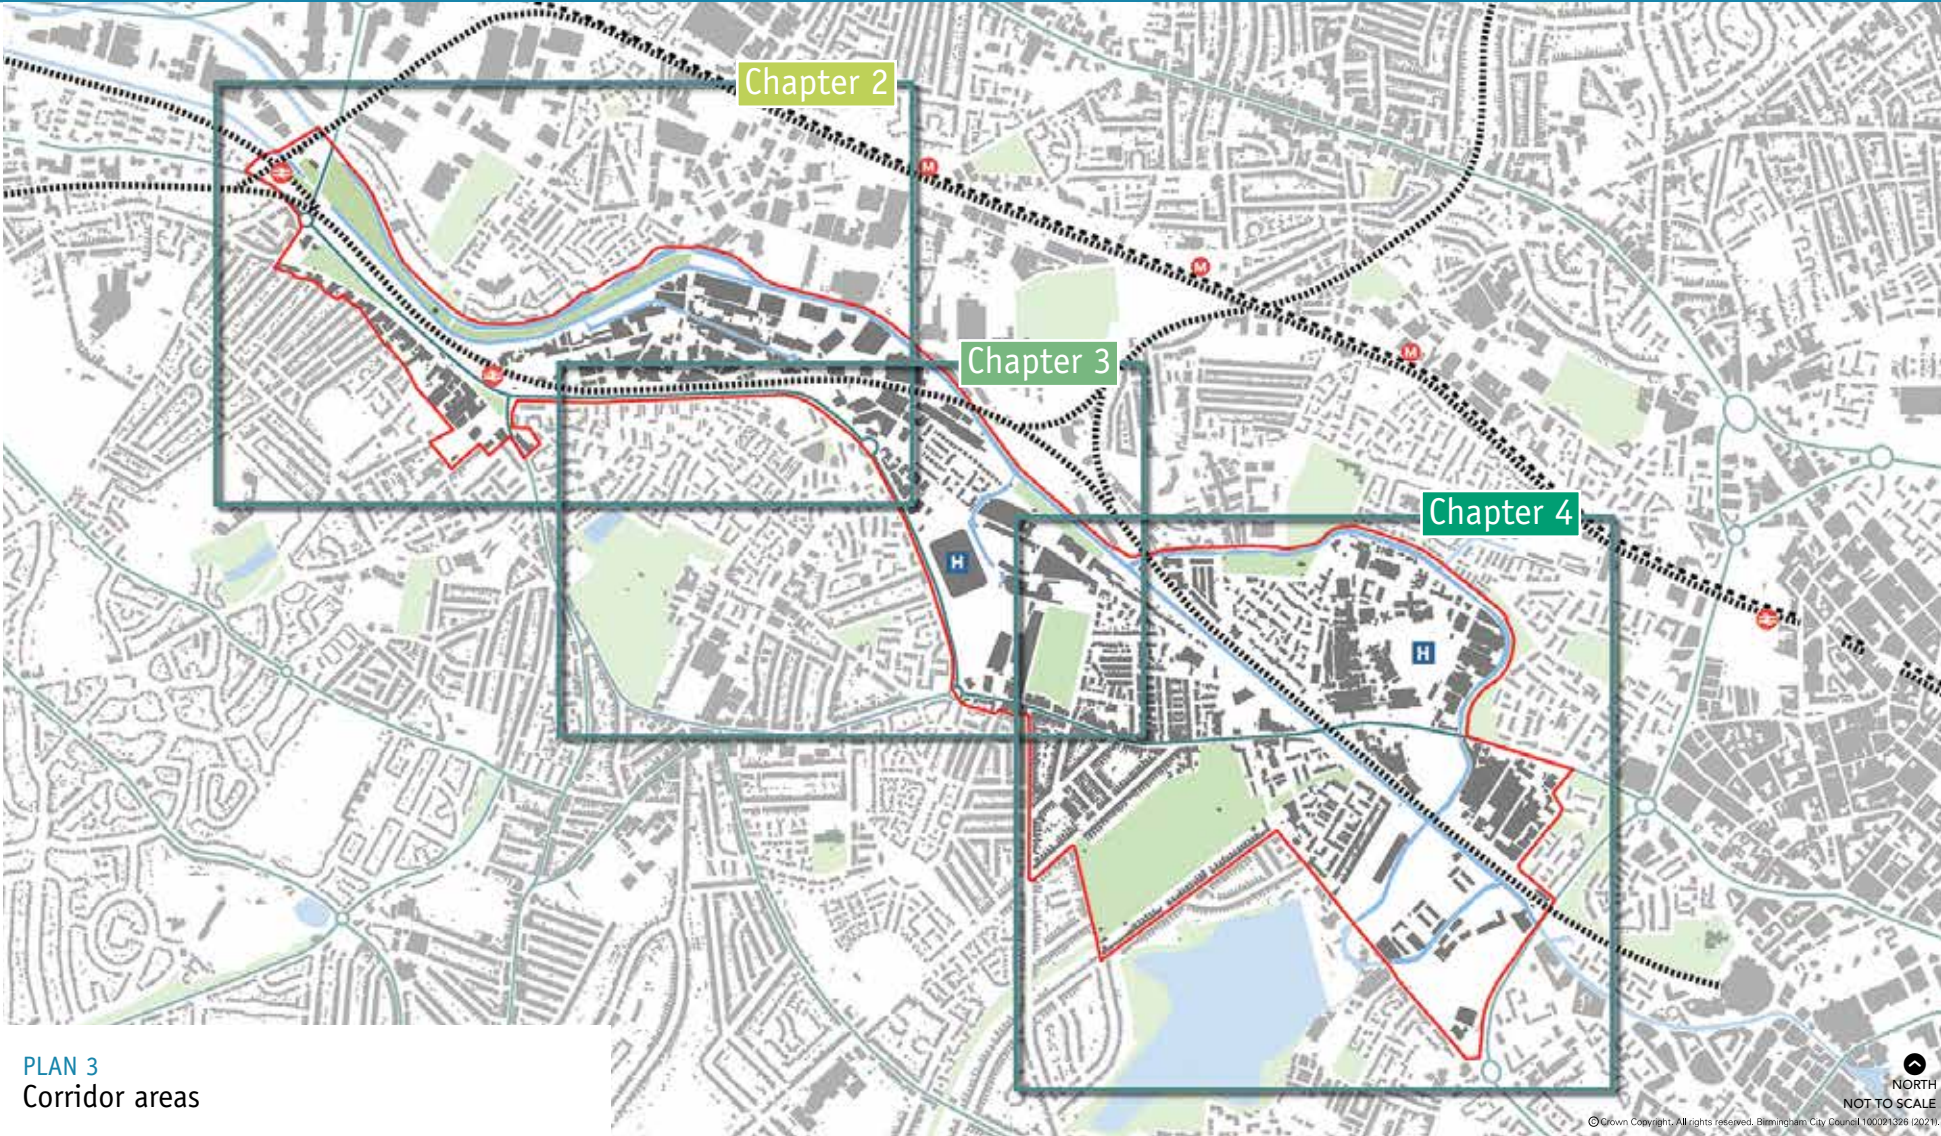 Chapter 2
M
M
Chapter 3
M
Chapter 4
H
H
PLAN 3
Corridor areas
NORTH
NOT TO SCALE
© Crown Copyright. All rights reserved. Birmingham City Council 100021326 (2021).